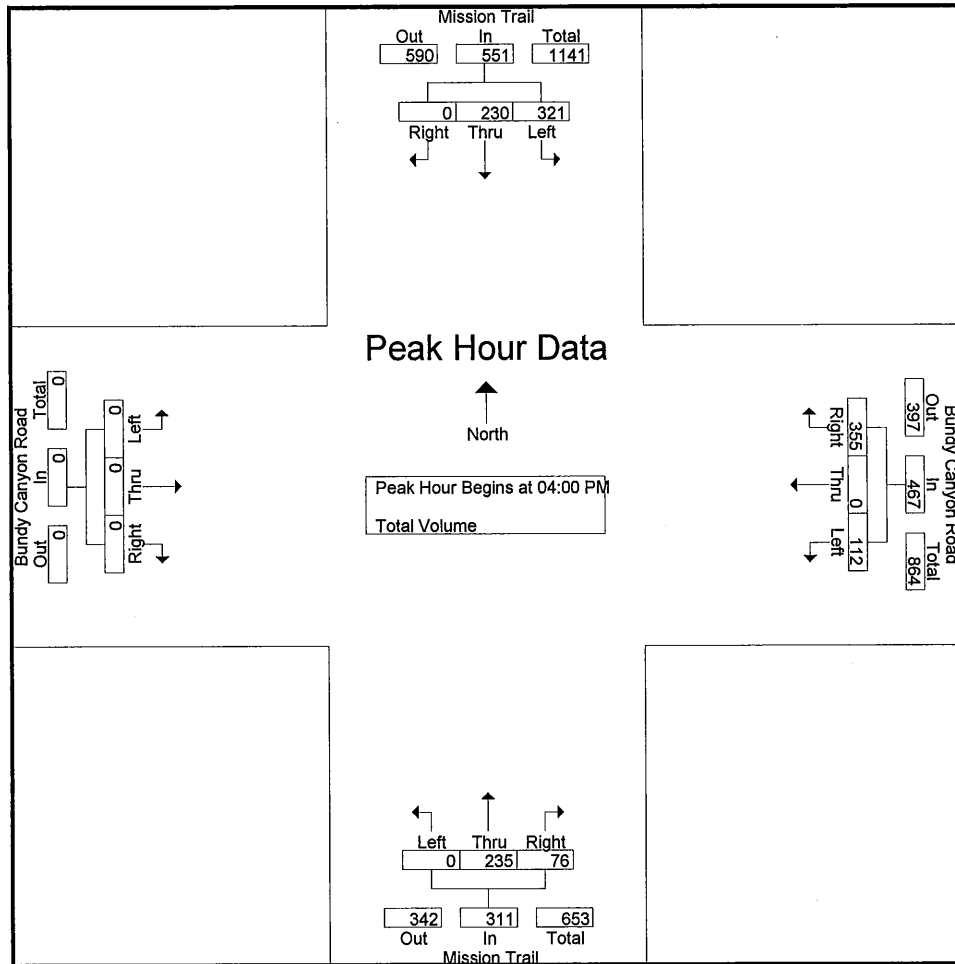 Mission Trail
Out In Total
590 551 1141
0 230 321
Right Thru Left
Peak Hour Data
North
Peak Hour Begins at 04:00 PM
Total Volume
Bundy Canyon Road
Total In Out
0 0 0
0 0 0
Left Thru Right
Bundy Canyon Road
Out In Total
397 467 864
355 0 112
Right Thru Left
Left Thru Right
0 235 76
342 311 653
Out In Total
Mission Trail